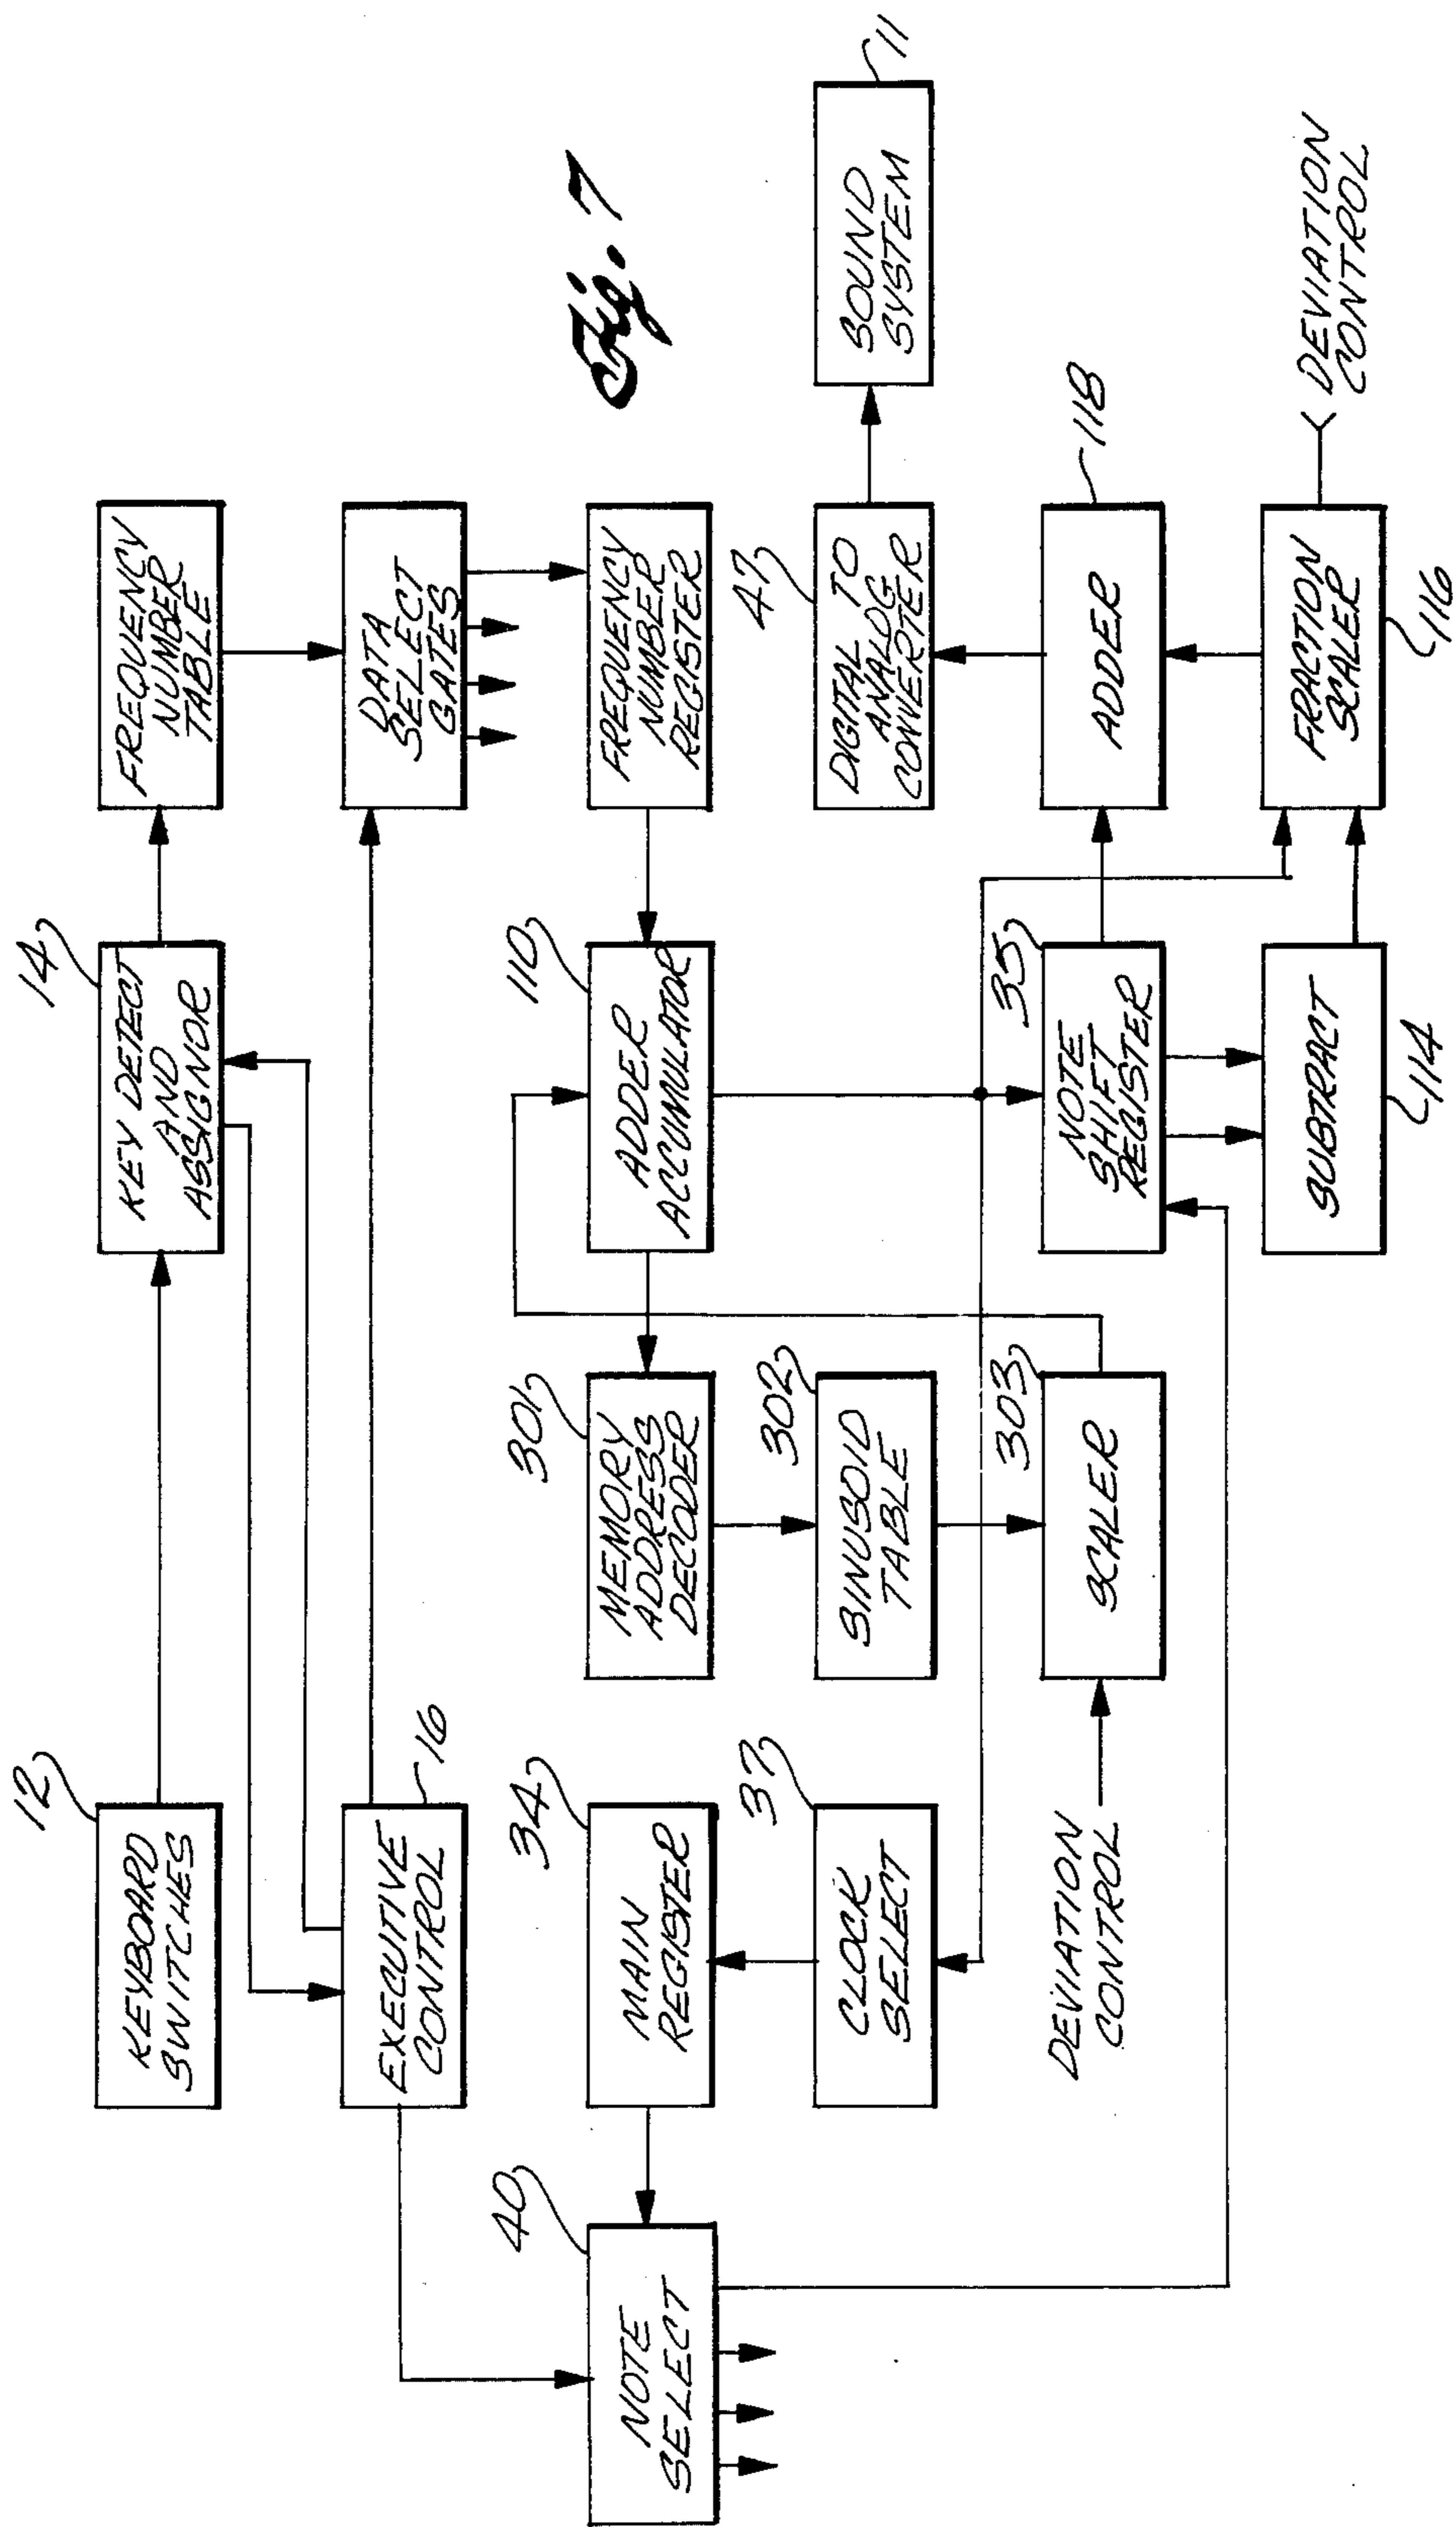 12
KEYBOARD
SWITCHES
14
KEY DETECT
AND
ASSIGNOR
FREQUENCY
NUMBER
TABLE
EXECUTIVE
CONTROL
16
DATA
SELECT
GATES
40
NOTE
SELECT
34
MAIN
REGISTER
301
MEMORY
ADDRESS
DECODER
110
ADDER
ACCUMULATOR
FREQUENCY
NUMBER
REGISTER
Fig. 7
37
CLOCK
SELECT
302
SINUSOID
TABLE
47
DIGITAL TO
ANALOG
CONVERTER
SOUND
SYSTEM
11
DEVIATION
CONTROL
303
SCALER
35
NOTE
SHIFT
REGISTER
ADDER
118
SUBTRACT
114
FRACTION
SCALER
116
DEVIATION
CONTROL